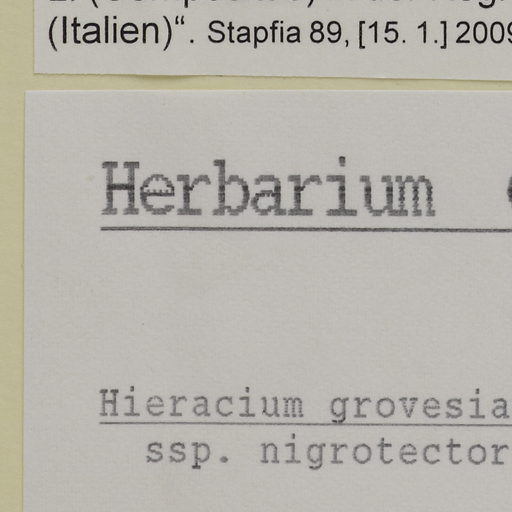 (Italien)“. Stapfia 89, [15. 1.] 2009
Herbarium
Hieracium grovesia
ssp. nigrotector